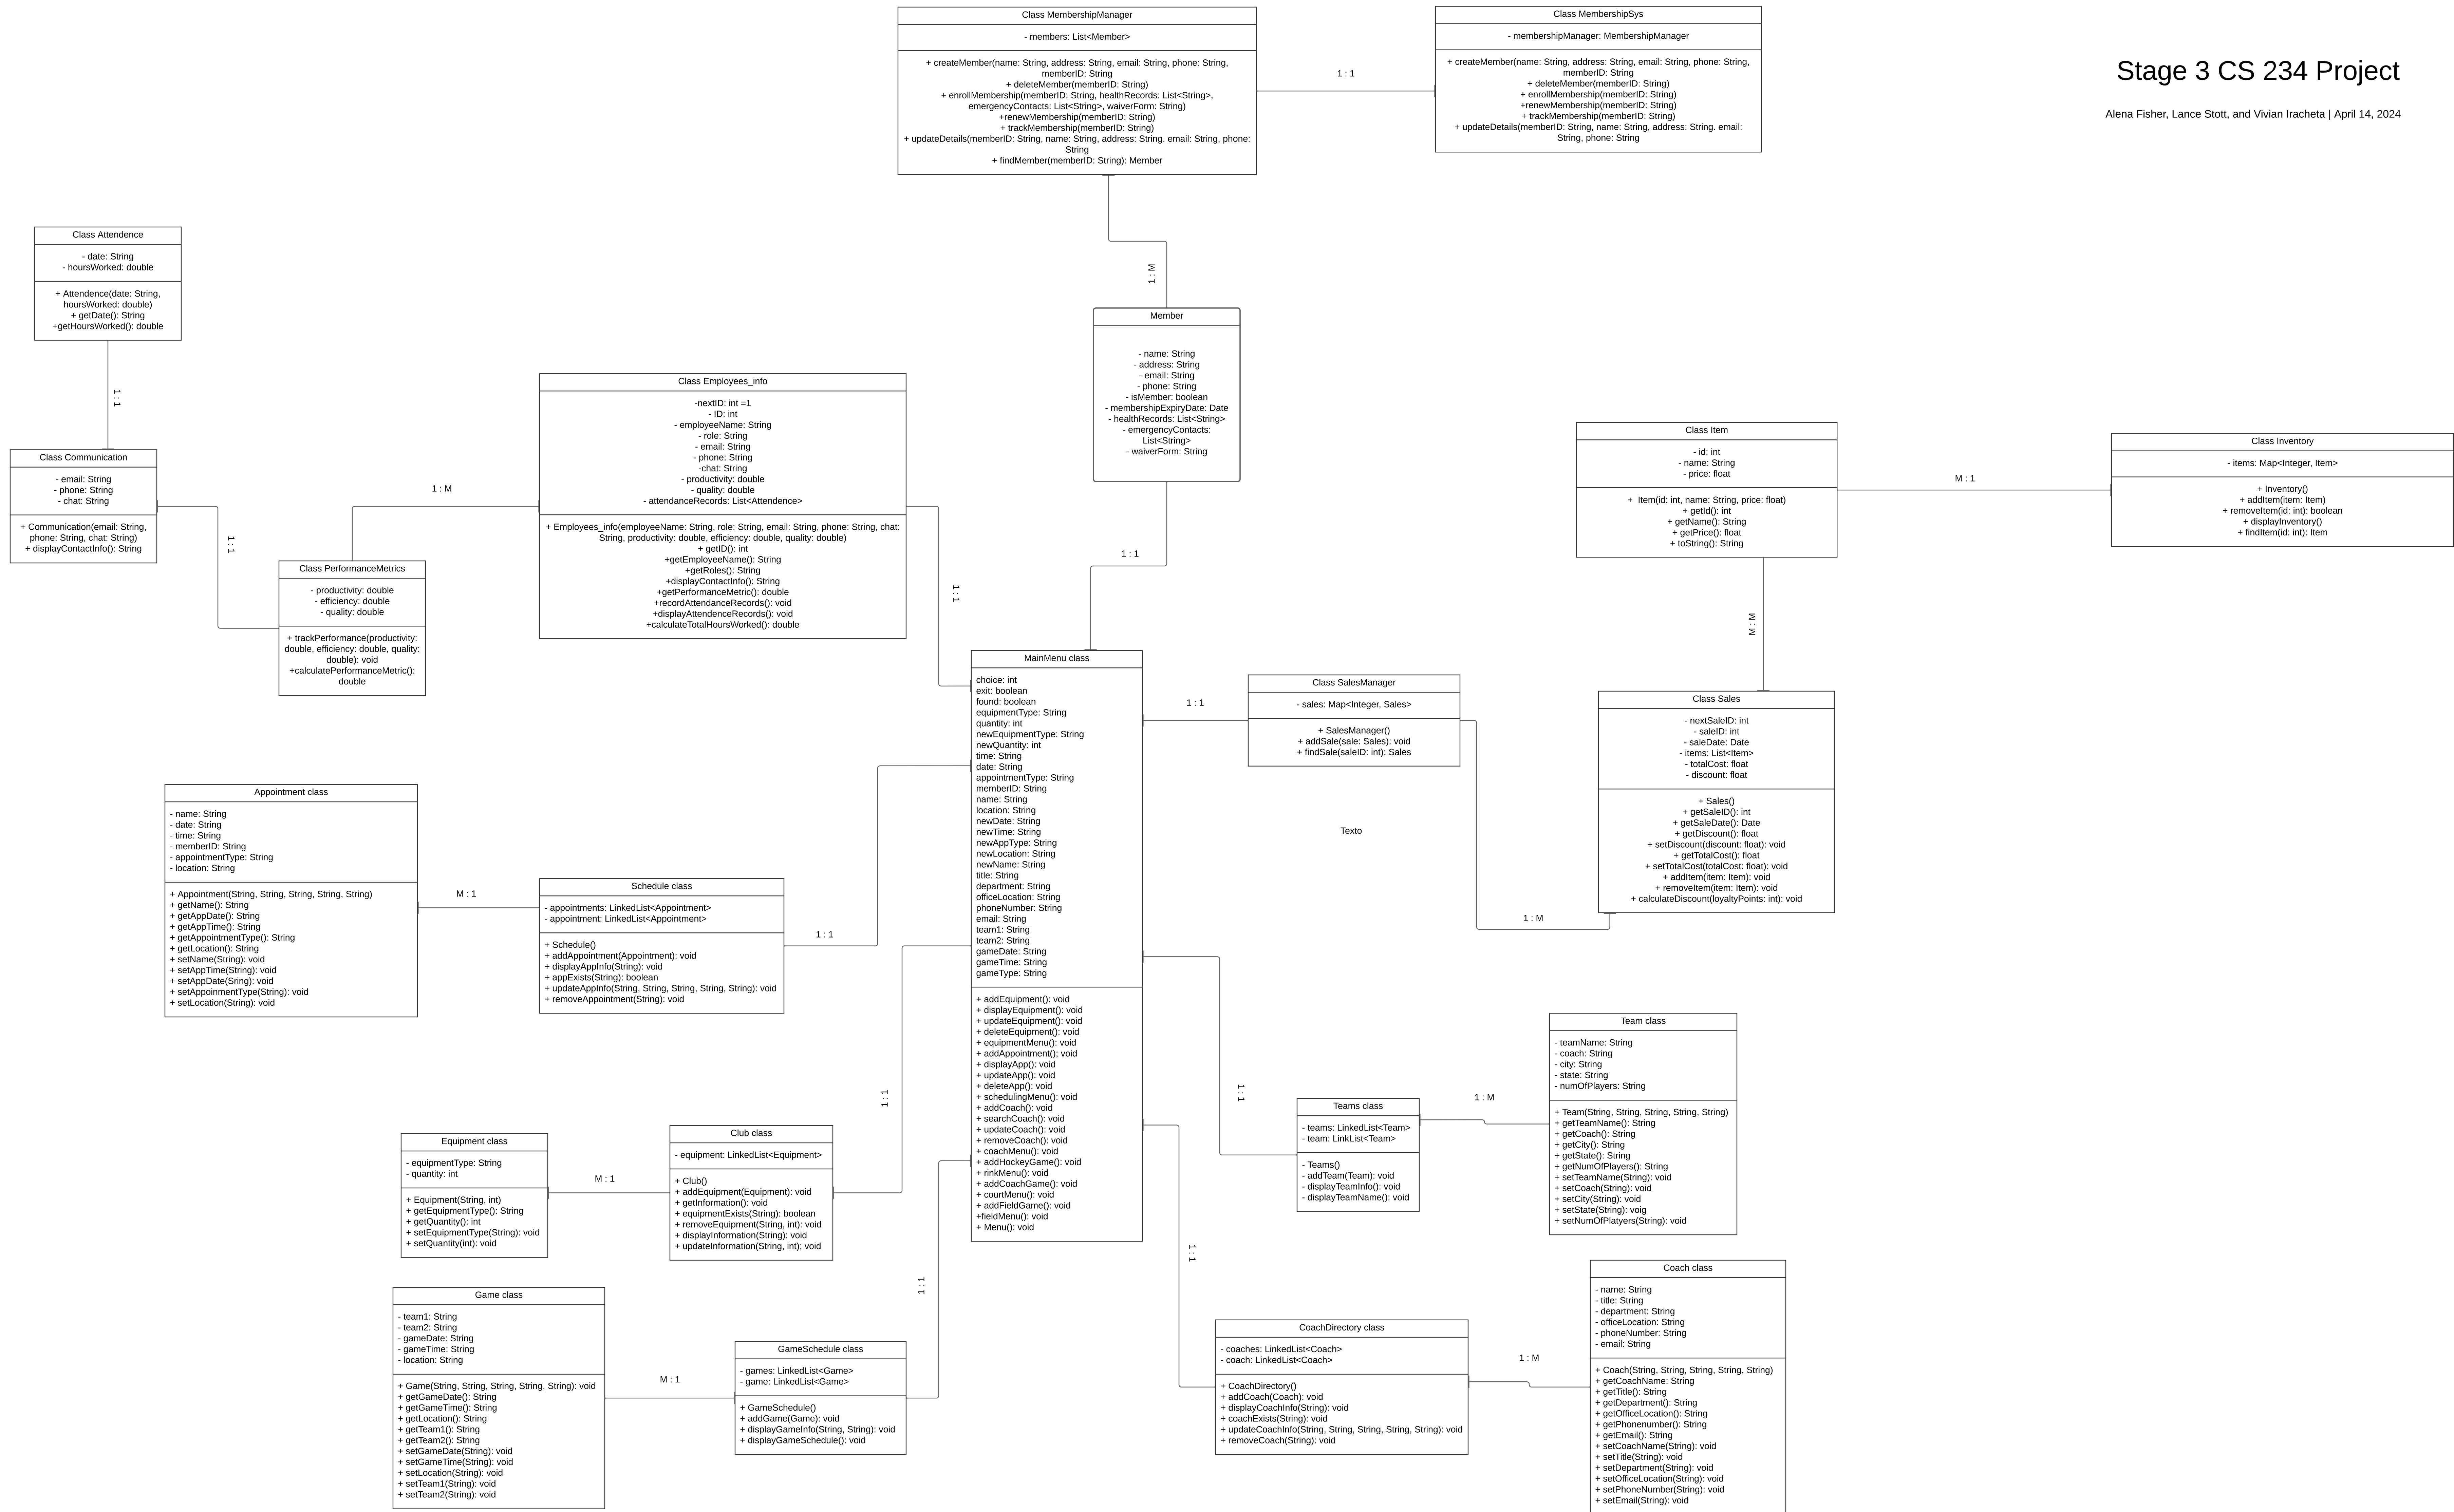 Stage 3 CS 234 Project
Alena Fisher, Lance Stott, and Vivian Iracheta | April 14, 2024
Class MembershipManager
- members: List<Member>
+ createMember(name: String, address: String, email: String, phone: String,
memberID: String)
+ deleteMember(memberID: String)
+ enrollMembership(memberID: String, healthRecords: List<String>,
emergencyContacts: List<String>, waiverForm: String)
+renewMembership(memberID: String)
+ trackMembership(memberID: String)
+ updateDetails(memberID: String, name: String, address: String. email: String, phone:
String
+ findMember(memberID: String): Member
1 : 1
Class MembershipSys
- membershipManager: MembershipManager
+ createMember(name: String, address: String, email: String, phone: String,
memberID: String)
+ deleteMember(memberID: String)
+ enrollMembership(memberID: String)
+renewMembership(memberID: String)
+ trackMembership(memberID: String)
+ updateDetails(memberID: String, name: String, address: String. email:
String, phone: String
1 : M
Class Attendence
- date: String
- hoursWorked: double
+ Attendence(date: String,
hoursWorked: double)
+ getDate(): String
+getHoursWorked(): double
1 : 1
Class Communication
- email: String
- phone: String
- chat: String
+ Communication(email: String,
phone: String, chat: String)
+ displayContactInfo(): String
1 : 1
Class PerformanceMetrics
- productivity: double
- efficiency: double
- quality: double
+ trackPerformance(productivity:
double, efficiency: double, quality:
double): void
+calculatePerformanceMetric():
double
1 : M
Class Employees_info
-nextID: int =1
- ID: int
- employeeName: String
- role: String
- email: String
- phone: String
-chat: String
- productivity: double
- quality: double
- attendanceRecords: List<Attendence>
+ Employees_info(employeeName: String, role: String, email: String, phone: String, chat:
String, productivity: double, efficiency: double, quality: double)
+ getID(): int
+getEmployeeName(): String
+getRoles(): String
+displayContactInfo(): String
+getPerformanceMetric(): double
+recordAttendanceRecords(): void
+displayAttendenceRecords(): void
+calculateTotalHoursWorked(): double
1 : 1
Member
- name: String
- address: String
- email: String
- phone: String
- isMember: boolean
- membershipExpiryDate: Date
- healthRecords: List<String>
- emergencyContacts:
List<String>
- waiverForm: String
1 : 1
Class Item
- id: int
- name: String
- price: float
+ Item(id: int, name: String, price: float)
+ getId(): int
+ getName(): String
+ getPrice(): float
+ toString(): String
M : 1
Class Inventory
- items: Map<Integer, Item>
+ Inventory()
+ addItem(item: Item)
+ removeItem(id: int): boolean
+ displayInventory()
+ findItem(id: int): Item
M : M
MainMenu class
choice: int
exit: boolean
found: boolean
equipmentType: String
quantity: int
newEquipmentType: String
newQuantity: int
time: String
date: String
appointmentType: String
memberID: String
name: String
location: String
newDate: String
newTime: String
newAppType: String
newLocation: String
newName: String
title: String
department: String
officeLocation: String
phoneNumber: String
email: String
team1: String
team2: String
gameDate: String
gameTime: String
gameType: String
+ addEquipment(): void
+ displayEquipment(): void
+ updateEquipment(): void
+ deleteEquipment(): void
+ equipmentMenu(): void
+ addAppointment(); void
+ displayApp(): void
+ updateApp(): void
+ deleteApp(): void
+ schedulingMenu(): void
+ addCoach(): void
+ searchCoach(): void
+ updateCoach(): void
+ removeCoach(): void
+ coachMenu(): void
+ addHockeyGame(): void
+ rinkMenu(): void
+ addCoachGame(): void
+ courtMenu(): void
+ addFieldGame(): void
+fieldMenu(): void
+ Menu(): void
1 : 1
Class SalesManager
- sales: Map<Integer, Sales>
+ SalesManager()
+ addSale(sale: Sales): void
+ findSale(saleID: int): Sales
Texto
1 : M
Class Sales
- nextSaleID: int
- saleID: int
- saleDate: Date
- items: List<Item>
- totalCost: float
- discount: float
+ Sales()
+ getSaleID(): int
+ getSaleDate(): Date
+ getDiscount(): float
+ setDiscount(discount: float): void
+ getTotalCost(): float
+ setTotalCost(totalCost: float): void
+ addItem(item: Item): void
+ removeItem(item: Item): void
+ calculateDiscount(loyaltyPoints: int): void
Appointment class
- name: String
- date: String
- time: String
- memberID: String
- appointmentType: String
- location: String
+ Appointment(String, String, String, String, String)
+ getName(): String
+ getAppDate(): String
+ getAppTime(): String
+ getAppointmentType(): String
+ getLocation(): String
+ setName(String): void
+ setAppTime(String): void
+ setAppDate(Sring): void
+ setAppoinmentType(String): void
+ setLocation(String): void
M : 1
Schedule class
- appointments: LinkedList<Appointment>
- appointment: LinkedList<Appointment>
+ Schedule()
+ addAppointment(Appointment): void
+ displayAppInfo(String): void
+ appExists(String): boolean
+ updateAppInfo(String, String, String, String, String): void
+ removeAppointment(String): void
1 : 1
1 : 1
Equipment class
- equipmentType: String
- quantity: int
+ Equipment(String, int)
+ getEquipmentType(): String
+ getQuantity(): int
+ setEquipmentType(String): void
+ setQuantity(int): void
M : 1
Club class
- equipment: LinkedList<Equipment>
+ Club()
+ addEquipment(Equipment): void
+ getInformation(): void
+ equipmentExists(String): boolean
+ removeEquipment(String, int): void
+ displayInformation(String): void
+ updateInformation(String, int); void
1 : 1
Game class
- team1: String
- team2: String
- gameDate: String
- gameTime: String
- location: String
+ Game(String, String, String, String, String): void
+ getGameDate(): String
+ getGameTime(): String
+ getLocation(): String
+ getTeam1(): String
+ getTeam2(): String
+ setGameDate(String): void
+ setGameTime(String): void
+ setLocation(String): void
+ setTeam1(String): void
+ setTeam2(String): void
M : 1
GameSchedule class
- games: LinkedList<Game>
- game: LinkedList<Game>
+ GameSchedule()
+ addGame(Game): void
+ displayGameInfo(String, String): void
+ displayGameSchedule(): void
1 : 1
Teams class
- teams: LinkedList<Team>
- team: LinkList<Team>
- Teams()
- addTeam(Team): void
- displayTeamInfo(): void
- displayTeamName(): void
1 : M
Team class
- teamName: String
- coach: String
- city: String
- state: String
- numOfPlayers: String
+ Team(String, String, String, String, String)
+ getTeamName(): String
+ getCoach(): String
+ getCity(): String
+ getState(): String
+ getNumOfPlayers(): String
+ setTeamName(String): void
+ setCoach(String): void
+ setCity(String): void
+ setState(String): voig
+ setNumOfPlatyers(String): void
1 : 1
CoachDirectory class
- coaches: LinkedList<Coach>
- coach: LinkedList<Coach>
+ CoachDirectory()
+ addCoach(Coach): void
+ displayCoachInfo(String): void
+ coachExists(String): void
+ updateCoachInfo(String, String, String, String, String): void
+ removeCoach(String): void
1 : M
Coach class
- name: String
- title: String
- department: String
- officeLocation: String
- phoneNumber: String
- email: String
+ Coach(String, String, String, String, String)
+ getCoachName: String
+ getTitle(): String
+ getDepartment(): String
+ getOfficeLocation(): String
+ getPhonenumber(): String
+ getEmail(): String
+ setCoachName(String): void
+ setTitle(String): void
+ setDepartment(String): void
+ setOfficeLocation(String): void
+ setPhoneNumber(String): void
+ setEmail(String): void